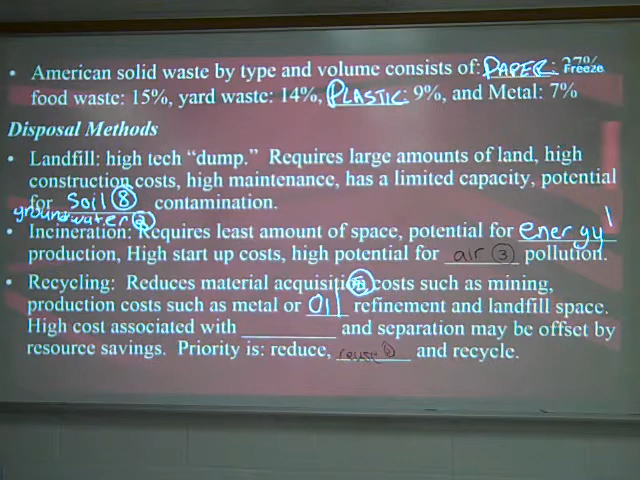 • American solid waste by type and volume consists of: PAPER: 37% Freeze
food waste: 15%, yard waste: 14%, PLASTIC: 9%, and Metal: 7%
Disposal Methods
• Landfill: high tech “dump.” Requires large amounts of land, high
construction costs, high maintenance, has a limited capacity, potential
for soil ⑧ contamination.
groundwater
• Incineration: Requires least amount of space, potential for energy
production, High start up costs, high potential for air ③ pollution.
• Recycling: Reduces material acquisition costs such as mining,
production costs such as metal or OIl refinement and landfill space.
High cost associated with __________ and separation may be offset by
resource savings. Priority is: reduce, reuse and recycle.